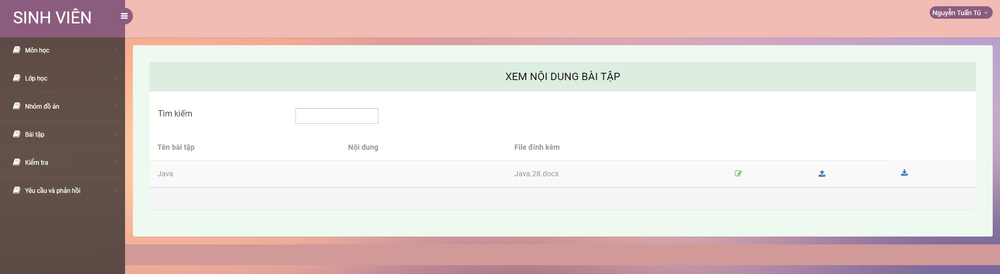 SINH VIÊN
Nguyễn Tuấn Tú
Môn học
Lớp học
Nhóm đồ án
Bài tập
Kiểm tra
Yêu cầu và phản hồi
XEM NỘI DUNG BÀI TẬP
Tìm kiếm
Tên bài tập Nội dung File đính kèm
Java Java.28.docx